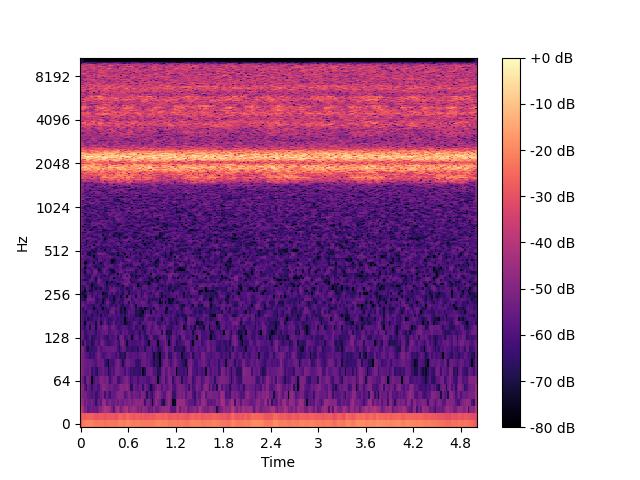 8192
4096
2048
1024
512
256
128
64
0
Hz
0 0.6 1.2 1.8 2.4 3 3.6 4.2 4.8
Time
+0 dB
-10 dB
-20 dB
-30 dB
-40 dB
-50 dB
-60 dB
-70 dB
-80 dB